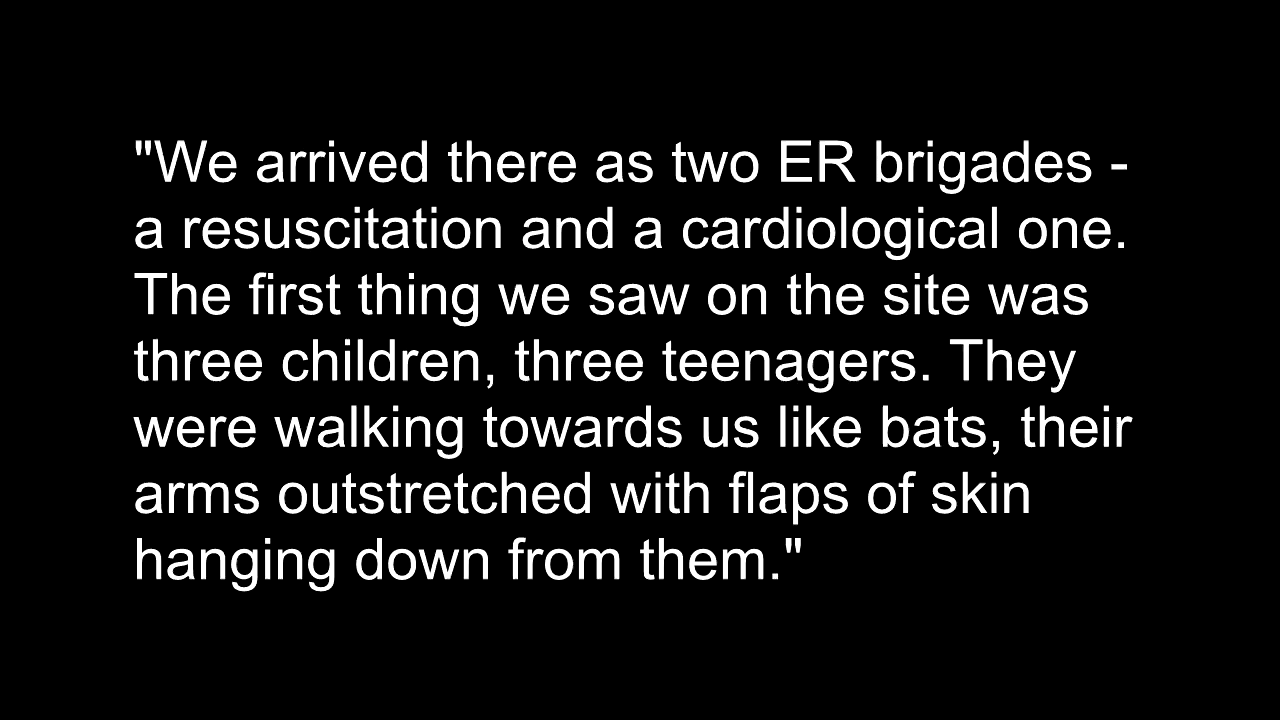 "We arrived there as two ER brigades -
a resuscitation and a cardiological one.
The first thing we saw on the site was
three children, three teenagers. They
were walking towards us like bats, their
arms outstretched with flaps of skin
hanging down from them."